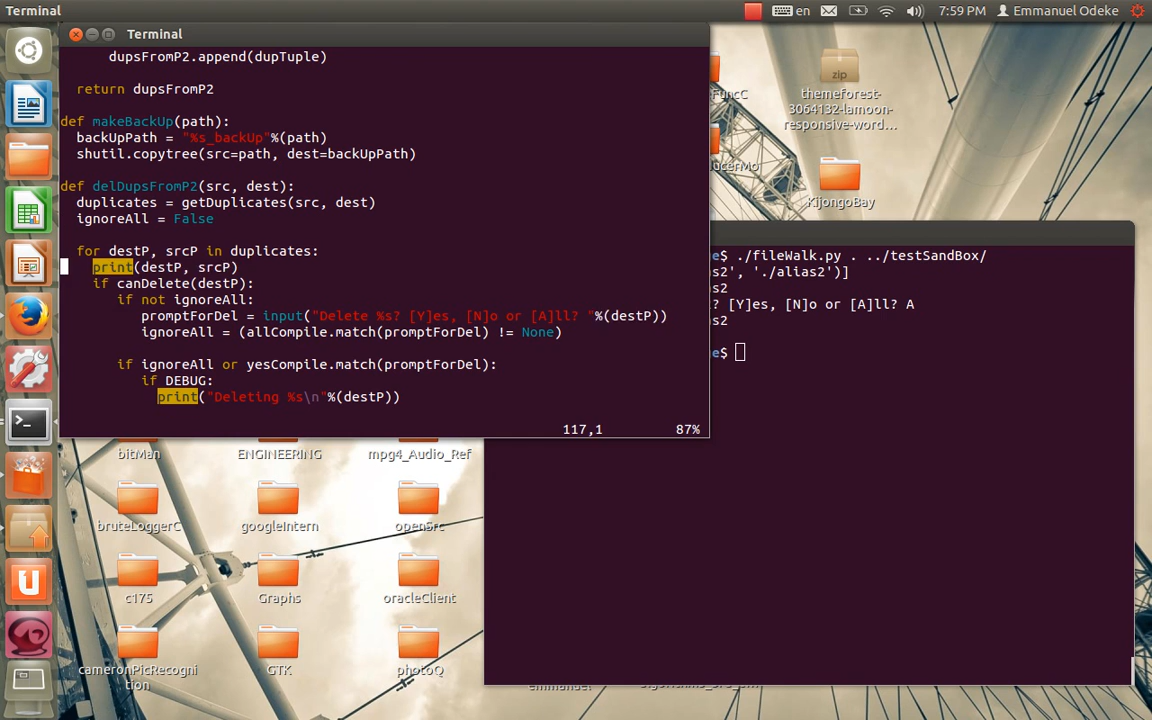 Terminal
en
7:59 PM
Emmanuel Odeke
Terminal
dupsFromP2.append(dupTuple)
return dupsFromP2
def makeBackUp(path):
backUpPath = "%s_backUp"%(path)
shutil.copytree(src=path, dest=backUpPath)
def delDupsFromP2(src, dest):
duplicates = getDuplicates(src, dest)
ignoreAll = False
for destP, srcP in duplicates:
print(destP, srcP)
if canDelete(destP):
if not ignoreAll:
promptForDel = input("Delete %s? [Y]es, [N]o or [A]ll? "%(destP))
ignoreAll = (allCompile.match(promptForDel) != None)
if ignoreAll or yesCompile.match(promptForDel):
if DEBUG:
print("Deleting %s\n"%(destP))
117,1 87%
FuncC
zip
themeforest-
3064132-lamoon-
responsive-word...
ucerMo
KjongoBay
e$ ./fileWalk.py . ../testSandBox/
s2', './alias2')]
s2
? [Y]es, [N]o or [A]ll? A
s2
e$
bitMan
ENGINEERING
mpg4_Audio_Ref
bruteLoggerC
googleIntern
openSrc
c175
Graphs
oracleClient
cameronPicRecogni
tion
GTK
photoQ